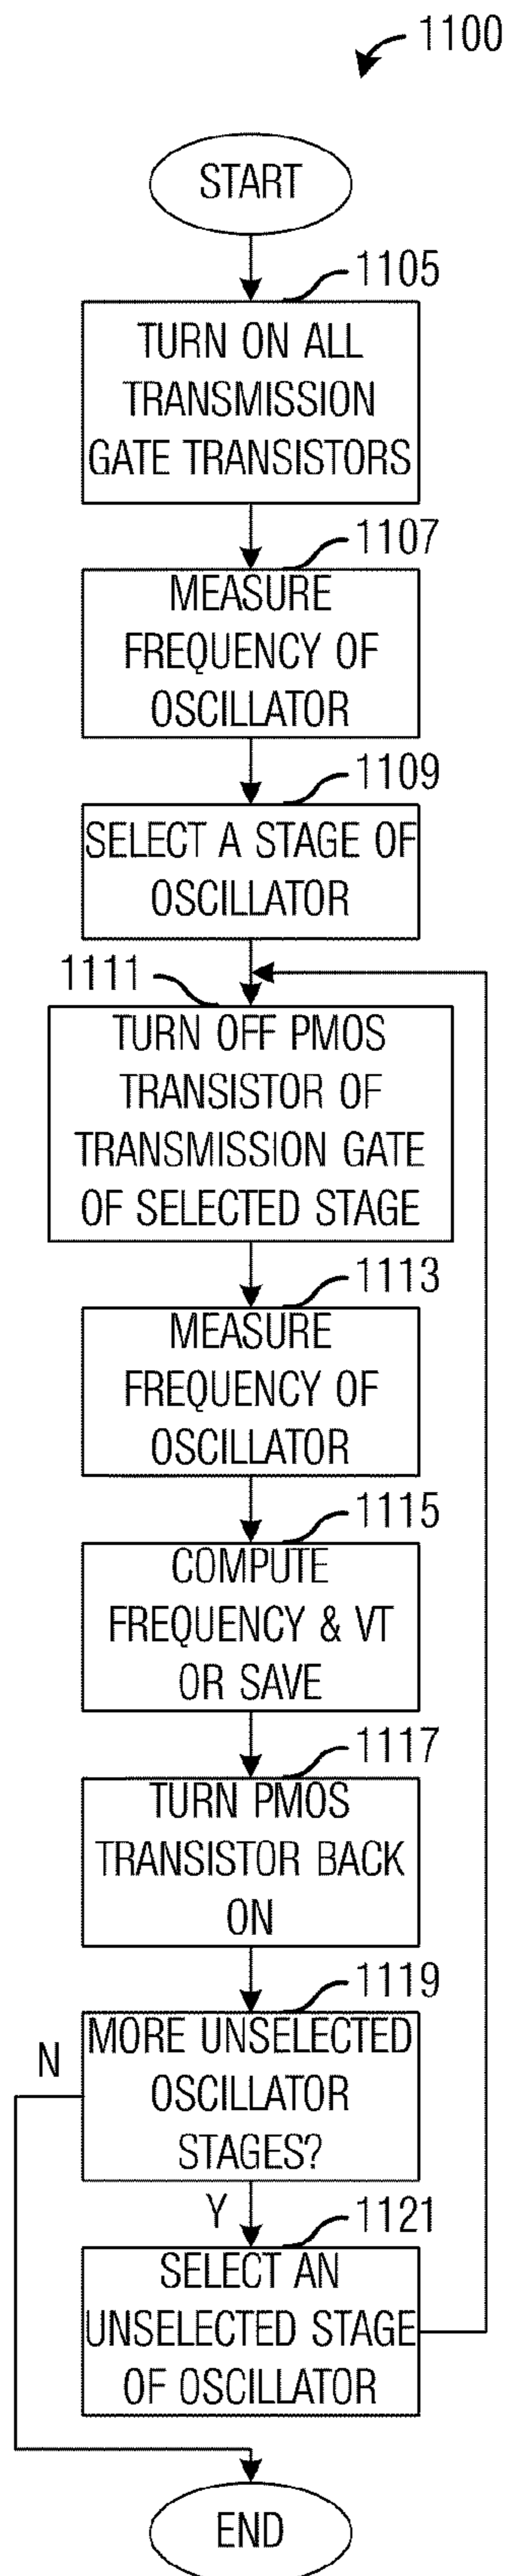 1100
START
1105
TURN ON ALL
TRANSMISSION
GATE TRANSISTORS
1107
MEASURE
FREQUENCY OF
OSCILLATOR
1109
SELECT A STAGE OF
OSCILLATOR
1111
TURN OFF PMOS
TRANSISTOR OF
TRANSMISSION GATE
OF SELECTED STAGE
1113
MEASURE
FREQUENCY OF
OSCILLATOR
1115
COMPUTE
FREQUENCY & VT
OR SAVE
1117
TURN PMOS
TRANSISTOR BACK
ON
1119
MORE UNSELECTED
OSCILLATOR
STAGES?
N
Y
1121
SELECT AN
UNSELECTED STAGE
OF OSCILLATOR
END